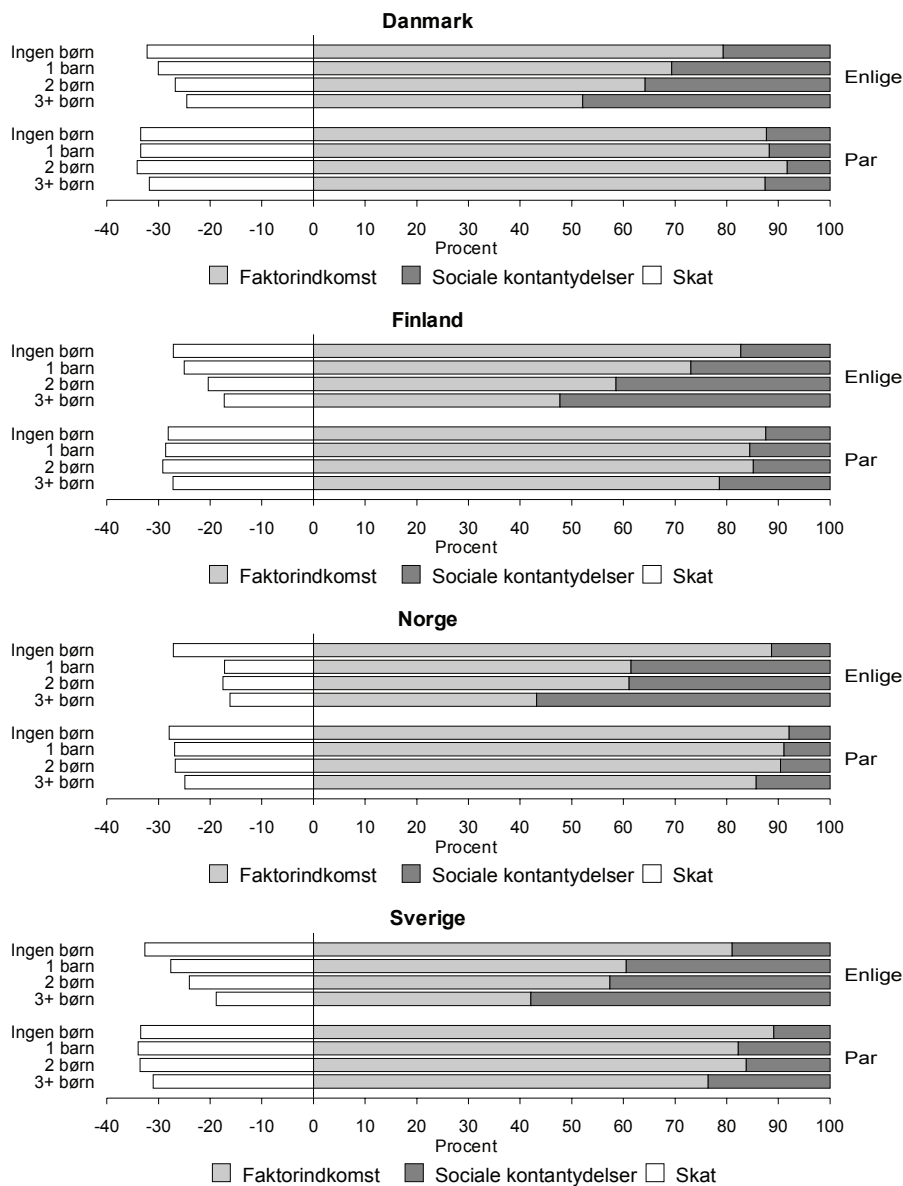 Danmark
Ingen børn
1 barn
2 børn
3+ børn
Enlige
Ingen børn
1 barn
2 børn
3+ børn
Par
-40 -30 -20 -10 0 10 20 30 40 50 60 70 80 90 100
Procent
Faktorindkomst Sociale kontantydelser Skat
Finland
Ingen børn
1 barn
2 børn
3+ børn
Enlige
Ingen børn
1 barn
2 børn
3+ børn
Par
-40 -30 -20 -10 0 10 20 30 40 50 60 70 80 90 100
Procent
Faktorindkomst Sociale kontantydelser Skat
Norge
Ingen børn
1 barn
2 børn
3+ børn
Enlige
Ingen børn
1 barn
2 børn
3+ børn
Par
-40 -30 -20 -10 0 10 20 30 40 50 60 70 80 90 100
Procent
Faktorindkomst Sociale kontantydelser Skat
Sverige
Ingen børn
1 barn
2 børn
3+ børn
Enlige
Ingen børn
1 barn
2 børn
3+ børn
Par
-40 -30 -20 -10 0 10 20 30 40 50 60 70 80 90 100
Procent
Faktorindkomst Sociale kontantydelser Skat